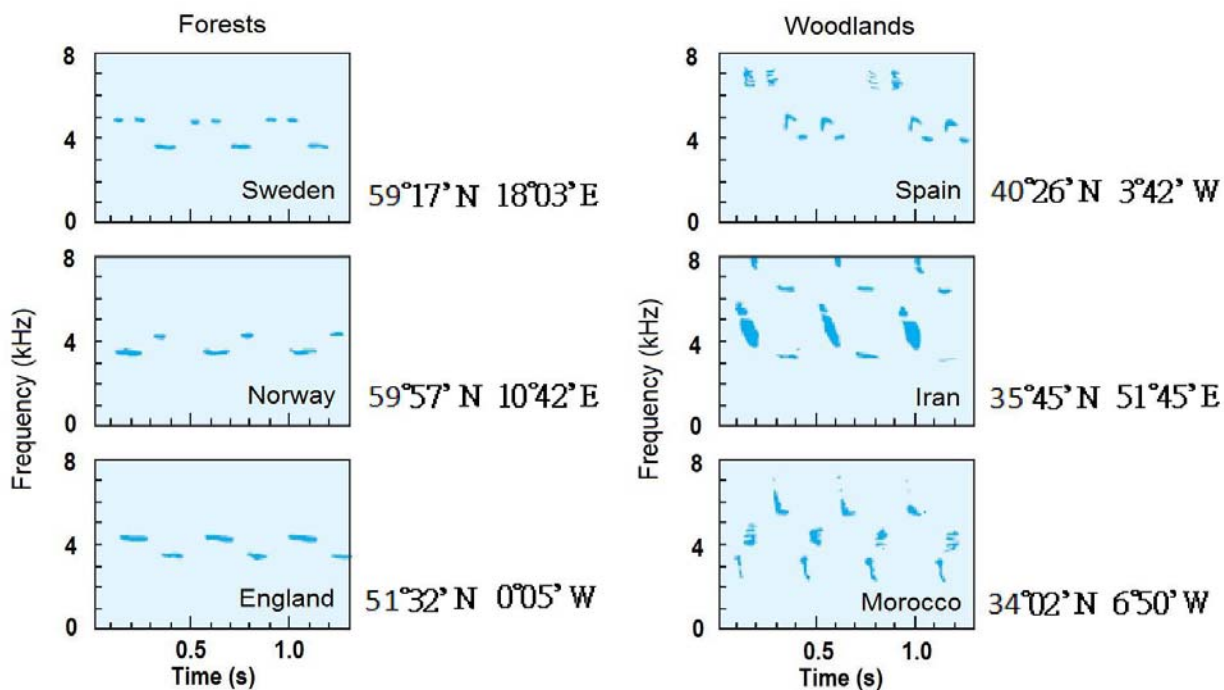 Forests
8
4
0
Sweden
59°17' N 18°03' E
8
4
0
Norway
59°57' N 10°42' E
8
4
0
England
51°32' N 0°05' W
0.5
1.0
Time (s)
Frequency (kHz)
Woodlands
8
4
0
Spain
40°26' N 3°42' W
8
4
0
Iran
35°45' N 51°45' E
8
4
0
Morocco
34°02' N 6°50' W
0.5
1.0
Time (s)
Frequency (kHz)